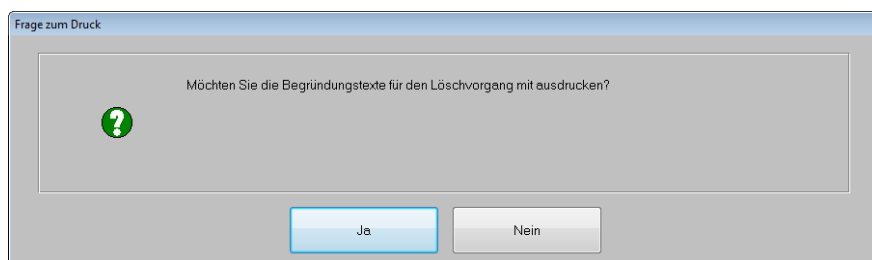 Frage zum Druck
Möchten Sie die Begründungstexte für den Löschvorgang mit ausdrucken?
Ja
Nein